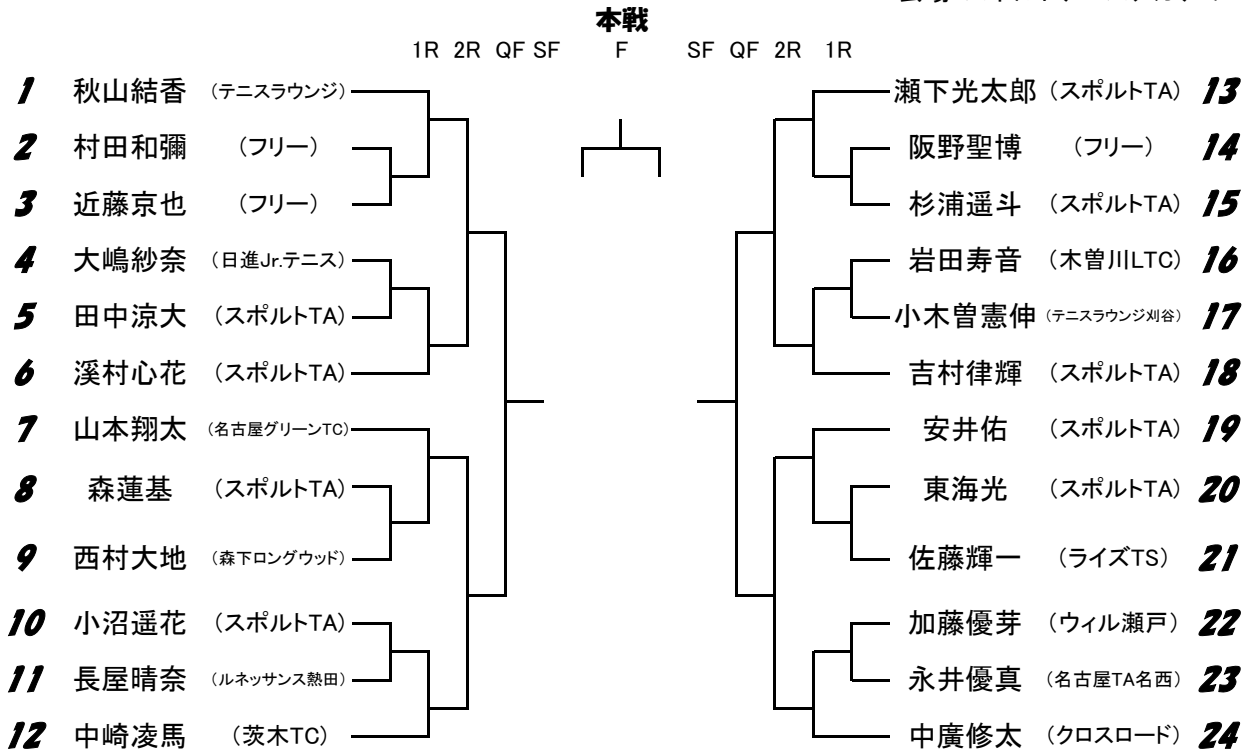 本戦
1R 2R QF SF F SF QF 2R 1R
1 秋山結香 (テニスラウンジ) 瀬下光太郎 (スポルトTA) 13
2 村田和彌 (フリー) 阪野聖博 (フリー) 14
3 近藤京也 (フリー) 杉浦遥斗 (スポルトTA) 15
4 大嶋紗奈 (日進Jr.テニス) 岩田寿音 (木曽川LTC) 16
5 田中涼大 (スポルトTA) 小木曽憲伸 (テニスラウンジ刈谷) 17
6 溪村心花 (スポルトTA) 吉村律輝 (スポルトTA) 18
7 山本翔太 (名古屋グリーンTC) 安井佑 (スポルトTA) 19
8 森蓮基 (スポルトTA) 東海光 (スポルトTA) 20
9 西村大地 (森下ロングウッド) 佐藤輝一 (ライズTS) 21
10 小沼遥花 (スポルトTA) 加藤優芽 (ウィル瀬戸) 22
11 長屋晴奈 (ルネッサンス熱田) 永井優真 (名古屋TA名西) 23
12 中崎凌馬 (茨木TC) 中廣修太 (クロスロード) 24